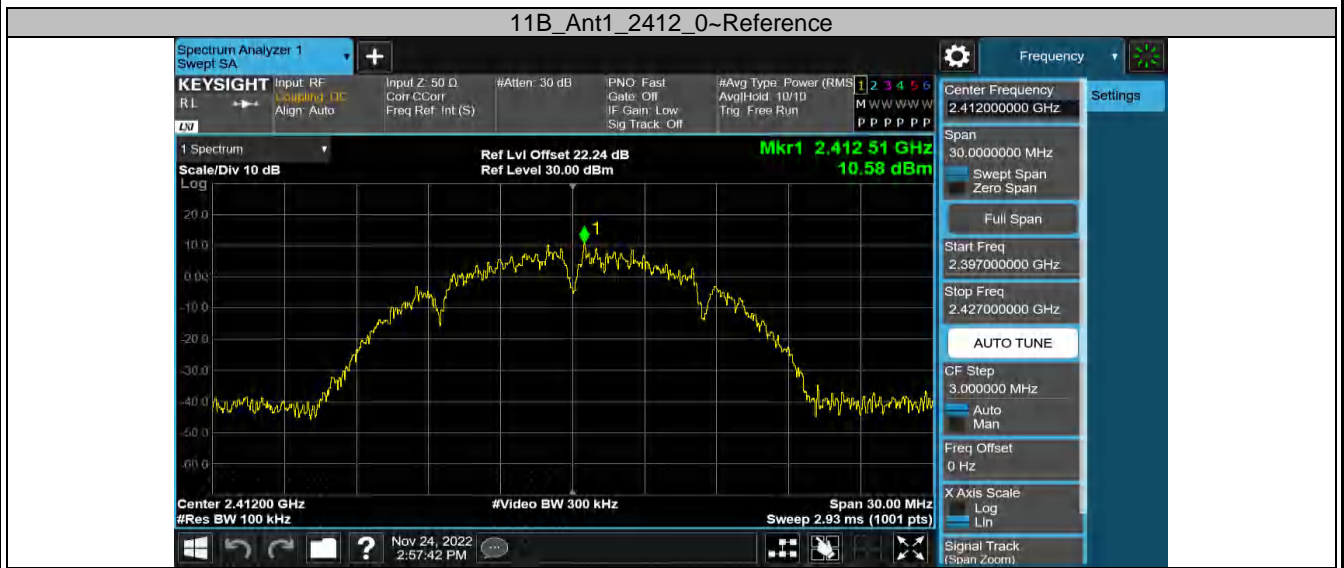 11B_Ant1_2412_0~Reference
Spectrum Analyzer 1
Swept SA
+
Frequency
KEYSIGHT
RL
LXI
Input: RF
Coupling: DC
Align: Auto
Input Z: 50 Ω
Corr CCorr
Freq Ref: Int (S)
#Atten: 30 dB
PNO: Fast
Gate: Off
IF Gain: Low
Sig Track: Off
#Avg Type: Power (RMS
Avg|Hold: 10/10
Trig: Free Run
1 2 3 4 5 6
M W W W W W
P P P P P P
1 Spectrum
Scale/Div 10 dB
Log
Ref Lvl Offset 22.24 dB
Ref Level 30.00 dBm
Mkr1 2.412 51 GHz
10.58 dBm
1
20.0
10.0
0.00
-10.0
-20.0
-30.0
-40.0
-50.0
-60.0
Center 2.41200 GHz
#Res BW 100 kHz
#Video BW 300 kHz
Span 30.00 MHz
Sweep 2.93 ms (1001 pts)
Center Frequency
2.412000000 GHz
Settings
Span
30.0000000 MHz
Swept Span
Zero Span
Full Span
Start Freq
2.397000000 GHz
Stop Freq
2.427000000 GHz
AUTO TUNE
CF Step
3.000000 MHz
Auto
Man
Freq Offset
0 Hz
X Axis Scale
Log
Lin
Signal Track
(Span Zoom)
?
Nov 24, 2022
2:57:42 PM